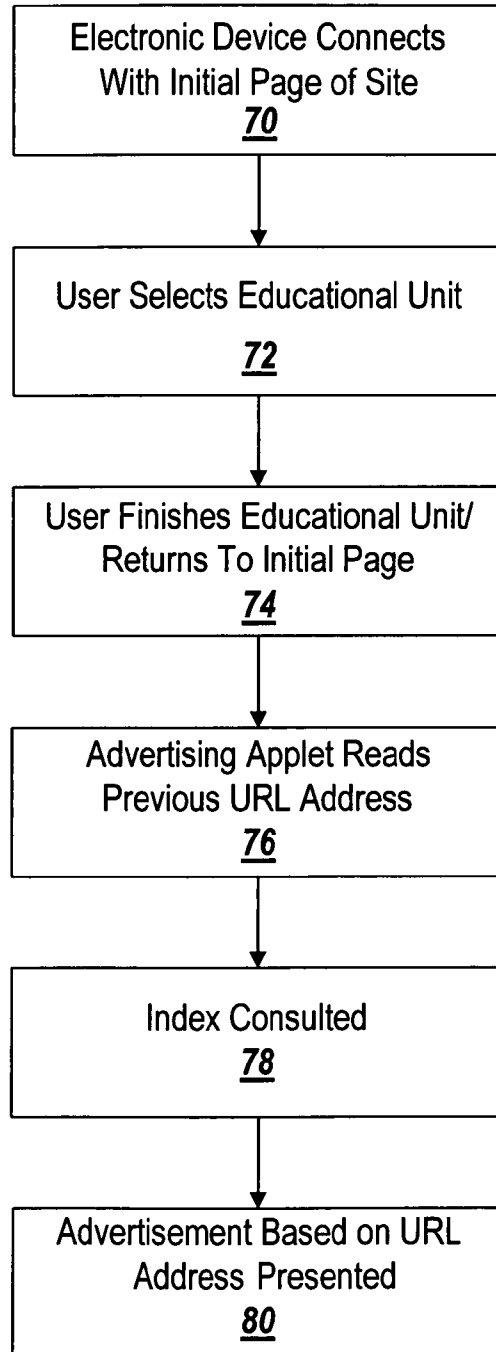 Electronic Device Connects
With Initial Page of Site
70
User Selects Educational Unit
72
User Finishes Educational Unit/
Returns To Initial Page
74
Advertising Applet Reads
Previous URL Address
76
Index Consulted
78
Advertisement Based on URL
Address Presented
80